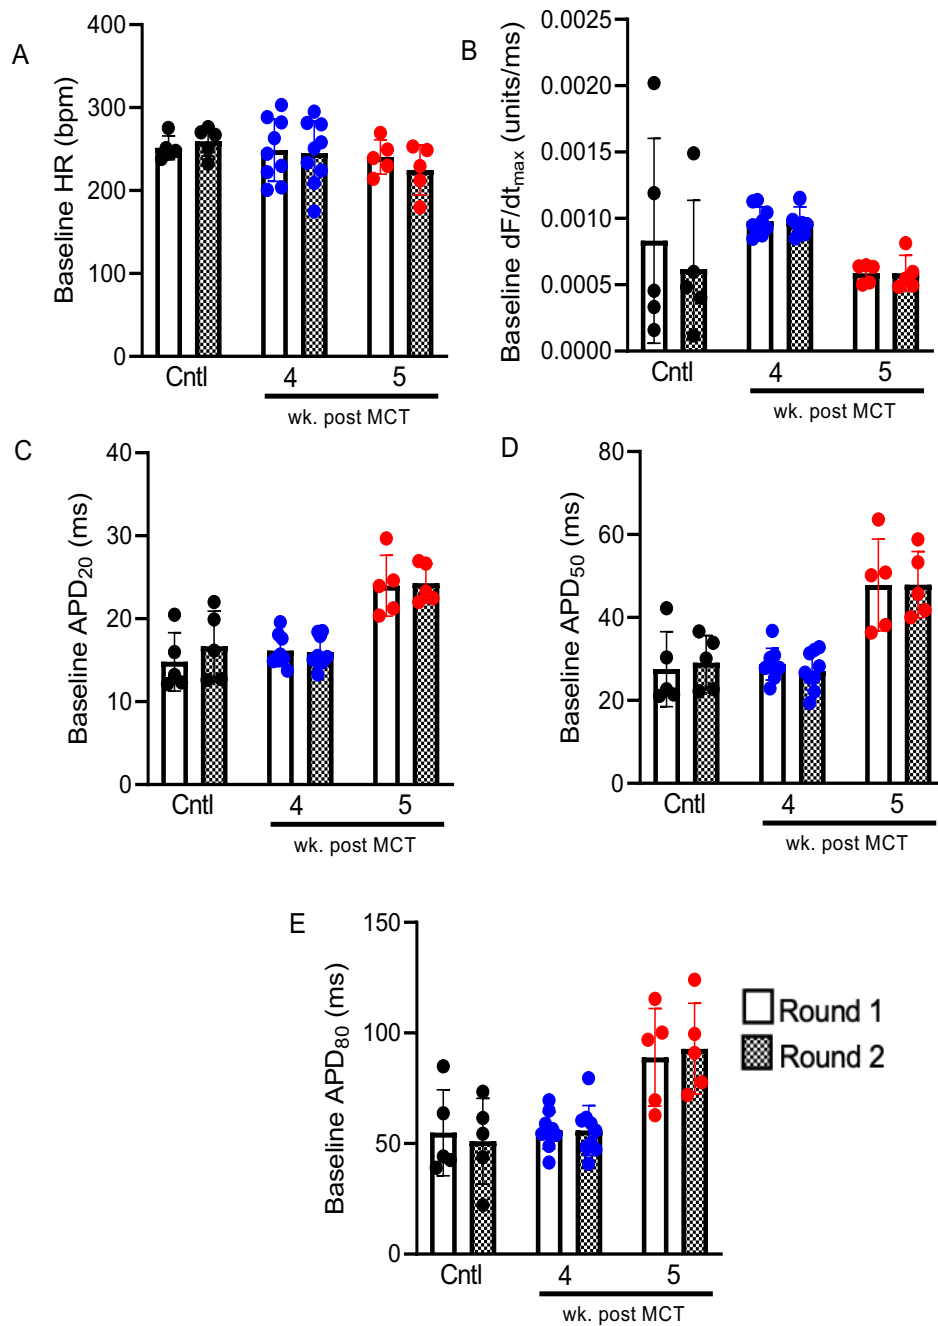 A
Baseline HR (bpm)
400
300
200
100
0
Cntl
4
5
wk. post MCT
B
Baseline dF/dtmax (units/ms)
0.0025
0.0020
0.0015
0.0010
0.0005
0.0000
Cntl
4
5
wk. post MCT
C
Baseline APD20 (ms)
40
30
20
10
0
Cntl
4
5
wk. post MCT
D
Baseline APD50 (ms)
80
60
40
20
0
Cntl
4
5
wk. post MCT
E
Baseline APD80 (ms)
150
100
50
0
Cntl
4
5
wk. post MCT
Round 1
Round 2